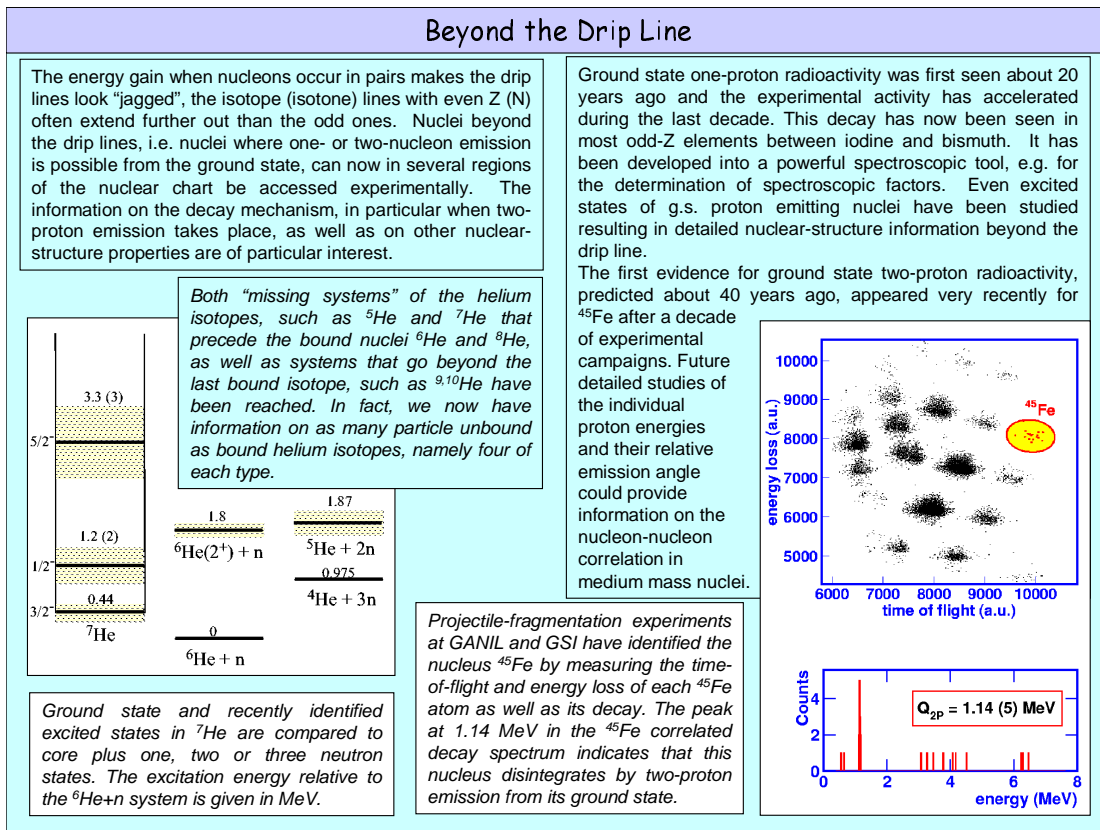 Beyond the Drip Line
The energy gain when nucleons occur in pairs makes the drip
lines look “jagged”, the isotope (isotone) lines with even Z (N)
often extend further out than the odd ones. Nuclei beyond
the drip lines, i.e. nuclei where one- or two-nucleon emission
is possible from the ground state, can now in several regions
of the nuclear chart be accessed experimentally. The
information on the decay mechanism, in particular when two-
proton emission takes place, as well as on other nuclear-
structure properties are of particular interest.
Both “missing systems” of the helium
isotopes, such as ⁵He and ⁷He that
precede the bound nuclei ⁶He and ⁸He,
as well as systems that go beyond the
last bound isotope, such as ⁹,¹⁰He have
been reached. In fact, we now have
information on as many particle unbound
as bound helium isotopes, namely four of
each type.
3.3 (3)
5/2⁻
1.2 (2)
1/2⁻
0.44
3/2⁻
⁷He
1.8
⁶He(2⁺) + n
0
⁶He + n
1.87
⁵He + 2n
0.975
⁴He + 3n
Ground state and recently identified
excited states in ⁷He are compared to
core plus one, two or three neutron
states. The excitation energy relative to
the ⁶He+n system is given in MeV.
Ground state one-proton radioactivity was first seen about 20
years ago and the experimental activity has accelerated
during the last decade. This decay has now been seen in
most odd-Z elements between iodine and bismuth. It has
been developed into a powerful spectroscopic tool, e.g. for
the determination of spectroscopic factors. Even excited
states of g.s. proton emitting nuclei have been studied
resulting in detailed nuclear-structure information beyond the
drip line.
The first evidence for ground state two-proton radioactivity,
predicted about 40 years ago, appeared very recently for
⁴⁵Fe after a decade
of experimental
campaigns. Future
detailed studies of
the individual
proton energies
and their relative
emission angle
could provide
information on the
nucleon-nucleon
correlation in
medium mass nuclei.
Projectile-fragmentation experiments
at GANIL and GSI have identified the
nucleus ⁴⁵Fe by measuring the time-
of-flight and energy loss of each ⁴⁵Fe
atom as well as its decay. The peak
at 1.14 MeV in the ⁴⁵Fe correlated
decay spectrum indicates that this
nucleus disintegrates by two-proton
emission from its ground state.
energy loss (a.u.)
10000
9000
8000
7000
6000
5000
⁴⁵Fe
6000 7000 8000 9000 10000
time of flight (a.u.)
Counts
4
2
0
Q2P = 1.14 (5) MeV
0 2 4 6 8
energy (MeV)